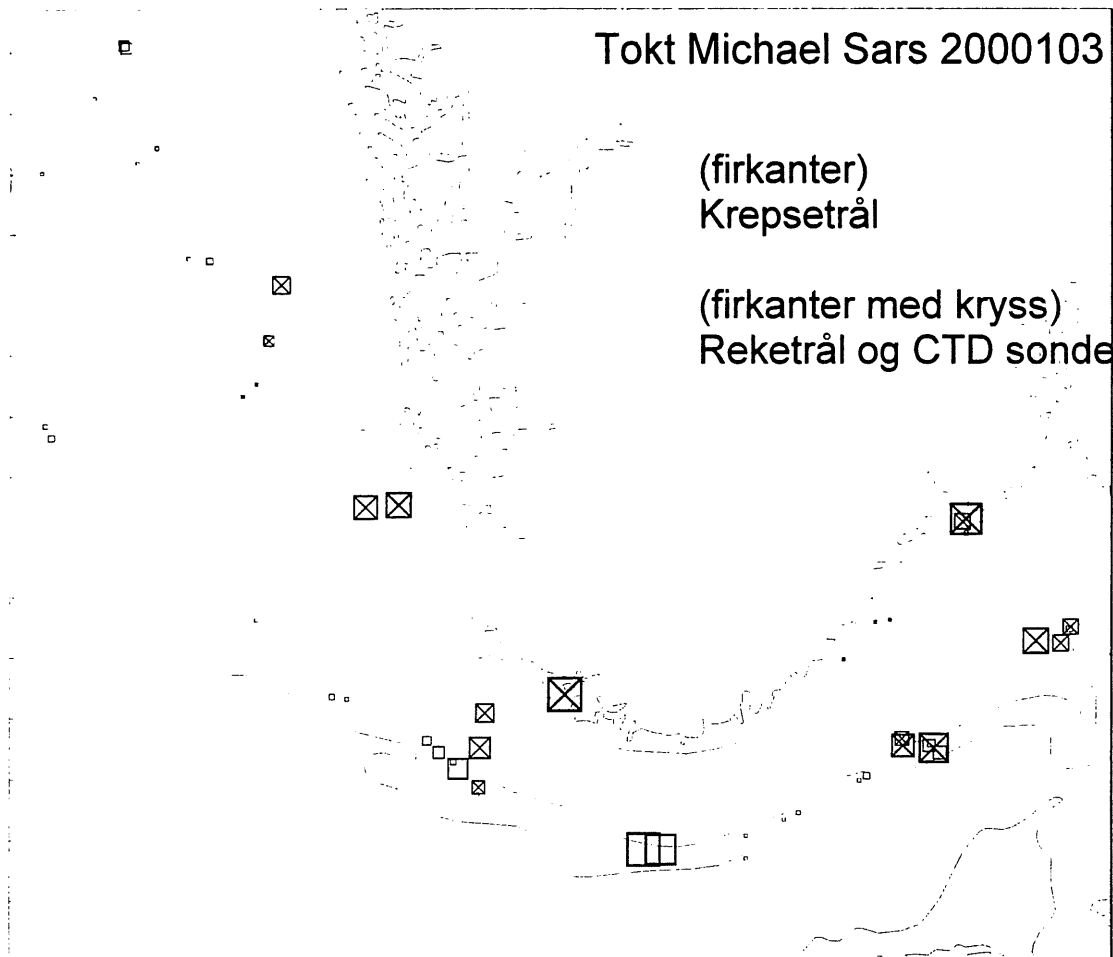 Tokt Michael Sars 2000103
(firkanter)
Krepsetrål
(firkanter med kryss)
Reketrål og CTD sonde